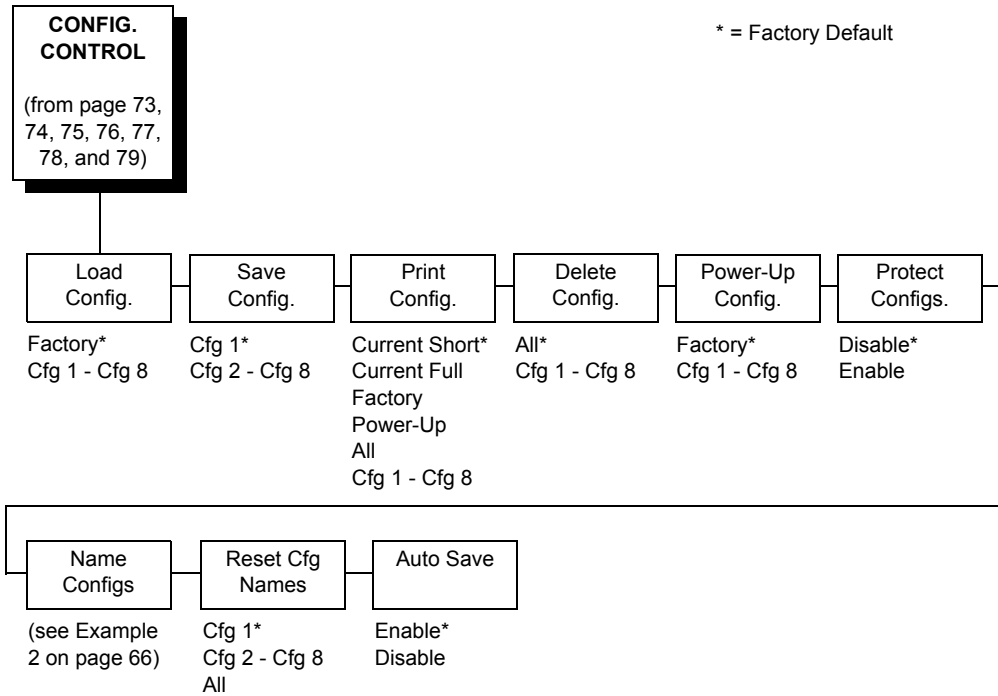 CONFIG.
CONTROL
(from page 73,
74, 75, 76, 77,
78, and 79)
* = Factory Default
Load
Config.
Factory*
Cfg 1 - Cfg 8
Save
Config.
Cfg 1*
Cfg 2 - Cfg 8
Print
Config.
Current Short*
Current Full
Factory
Power-Up
All
Cfg 1 - Cfg 8
Delete
Config.
All*
Cfg 1 - Cfg 8
Power-Up
Config.
Factory*
Cfg 1 - Cfg 8
Protect
Configs.
Disable*
Enable
Name
Configs
(see Example
2 on page 66)
Reset Cfg
Names
Cfg 1*
Cfg 2 - Cfg 8
All
Auto Save
Enable*
Disable